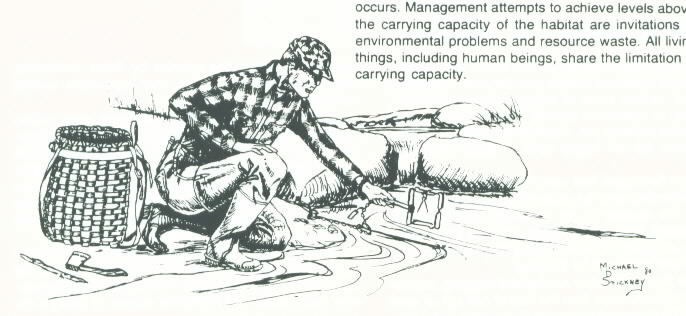 occurs. Management attempts to achieve levels abov
the carrying capacity of the habitat are invitations
environmental problems and resource waste. All livin
things, including human beings, share the limitation
carrying capacity.
MICHAEL
D
STICKNEY
80